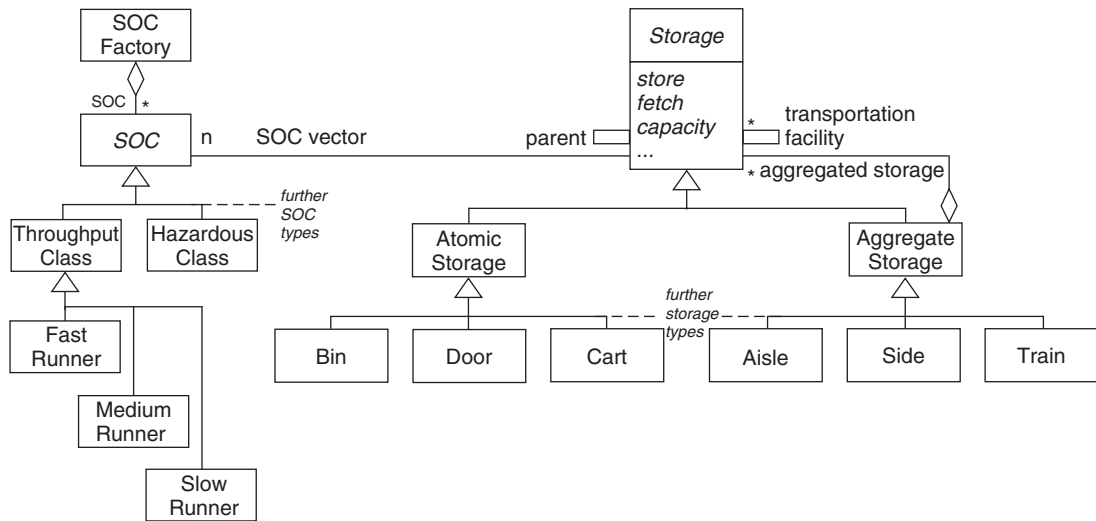 SOC
Factory
SOC
*
SOC
n
SOC vector
Storage
store
fetch
capacity
...
parent
*
transportation
facility
*
aggregated storage
further
SOC
types
Throughput
Class
Hazardous
Class
Atomic
Storage
Aggregate
Storage
Fast
Runner
Medium
Runner
Slow
Runner
further
storage
types
Bin
Door
Cart
Aisle
Side
Train